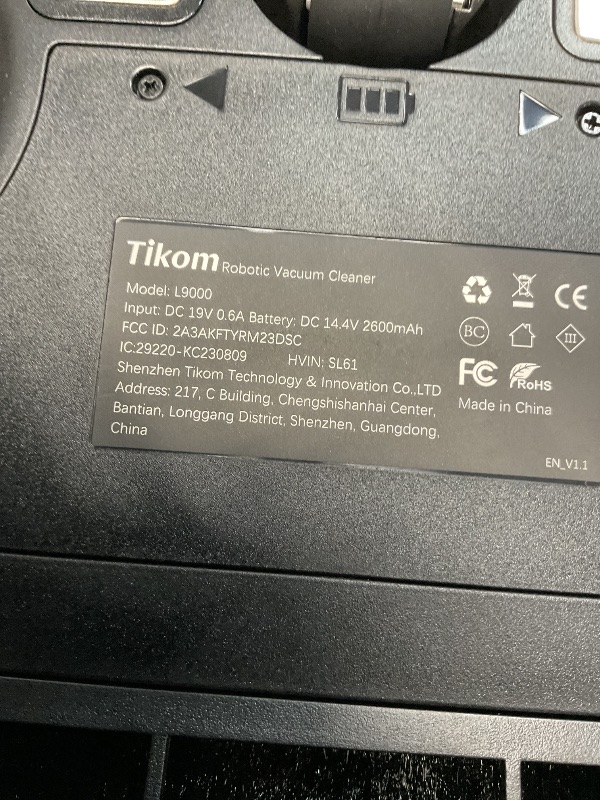 Tikom Robotic Vacuum Cleaner
Model: L9000
Input: DC 19V 0.6A Battery: DC 14.4V 2600mAh
FCC ID: 2A3AKFTYRM23DSC
IC:29220-KC230809 HVIN: SL61
Shenzhen Tikom Technology & Innovation Co.,LTD
Address: 217, C Building, Chengshishanhai Center,
Bantian, Longgang District, Shenzhen, Guangdong,
China
CE
BC III
FC RoHS
Made in China
EN_V1.1